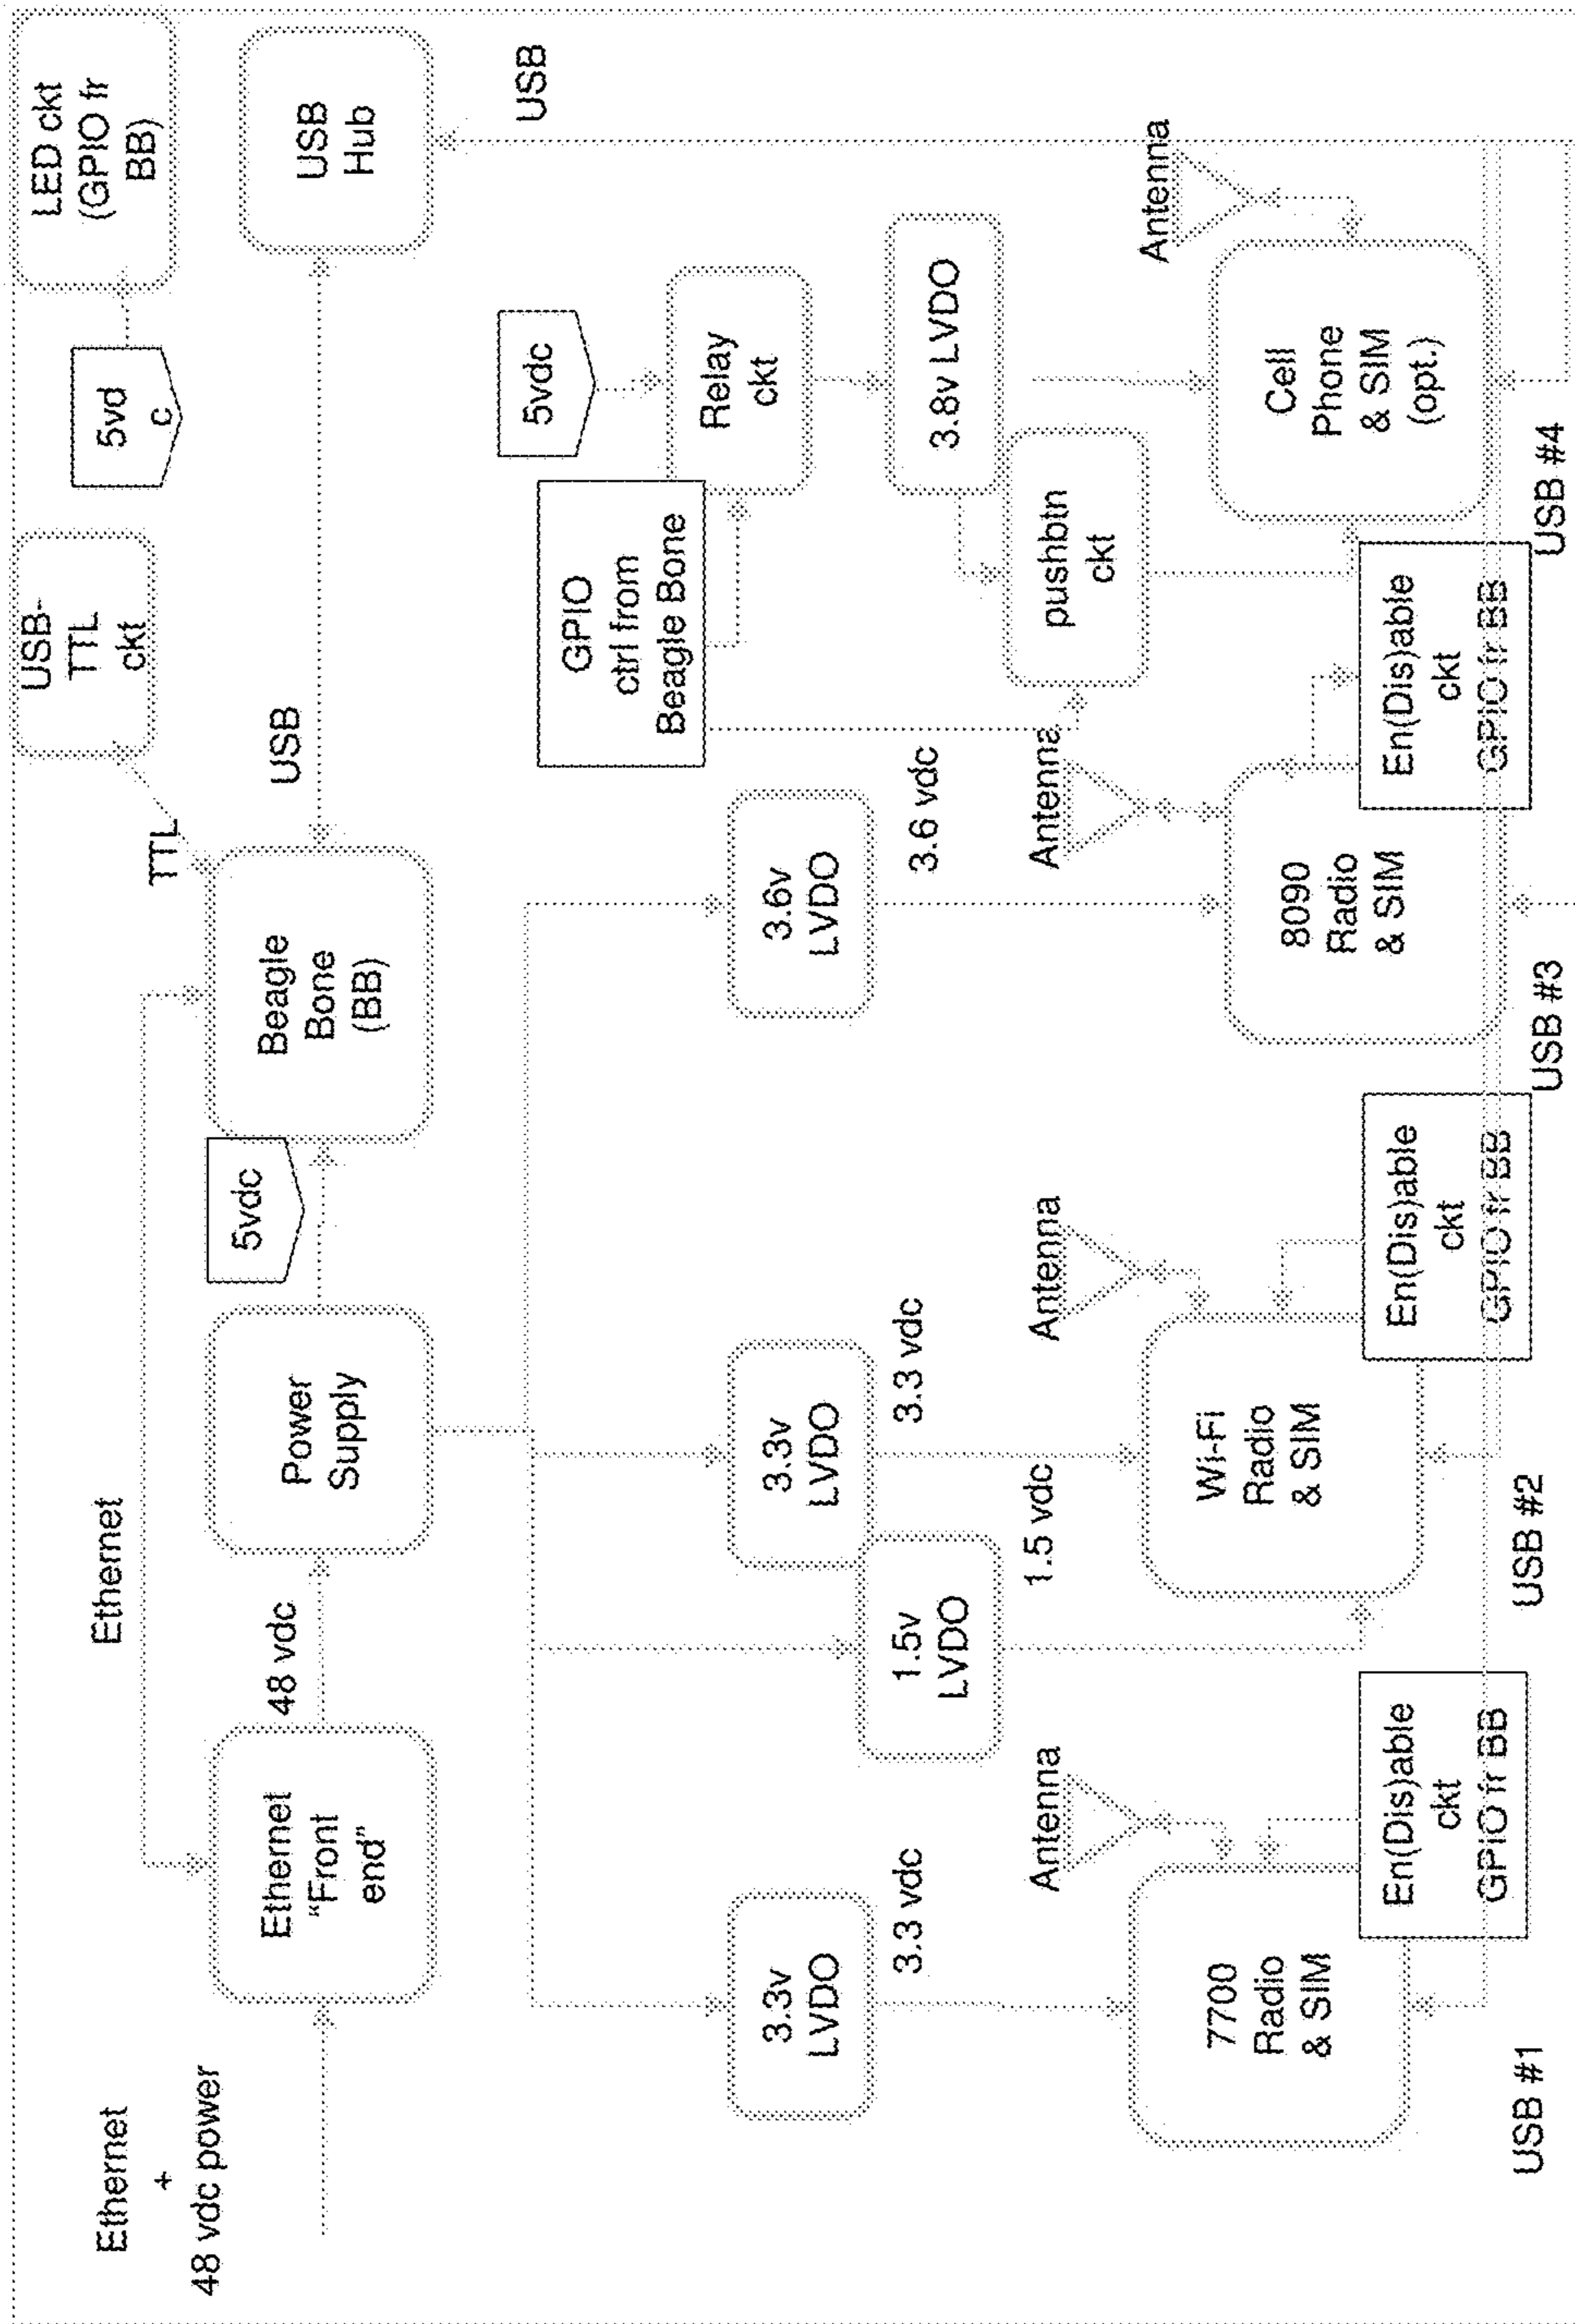 Ethernet
+
48 vdc power
Ethernet
Ethernet
"Front
end"
48 vdc
Power
Supply
5vdc
Beagle
Bone
(BB)
TTL
USB-
TTL
ckt
USB
5vd
c
LED ckt
(GPIO fr
BB)
USB
Hub
USB
3.3v
LVDO
3.3 vdc
1.5v
LVDO
1.5 vdc
3.3v
LVDO
3.3 vdc
3.6v
LVDO
3.6 vdc
GPIO
ctrl from
Beagle Bone
5vdc
Relay
ckt
3.8v LVDO
pushbtn
ckt
Antenna
7700
Radio
& SIM
En(Dis)able
ckt
GPIO fr BB
USB #1
Antenna
Wi-Fi
Radio
& SIM
En(Dis)able
ckt
GPIO fr BB
USB #2
Antenna
8090
Radio
& SIM
En(Dis)able
ckt
GPIO fr BB
USB #3
Antenna
Cell
Phone
& SIM
(opt.)
USB #4